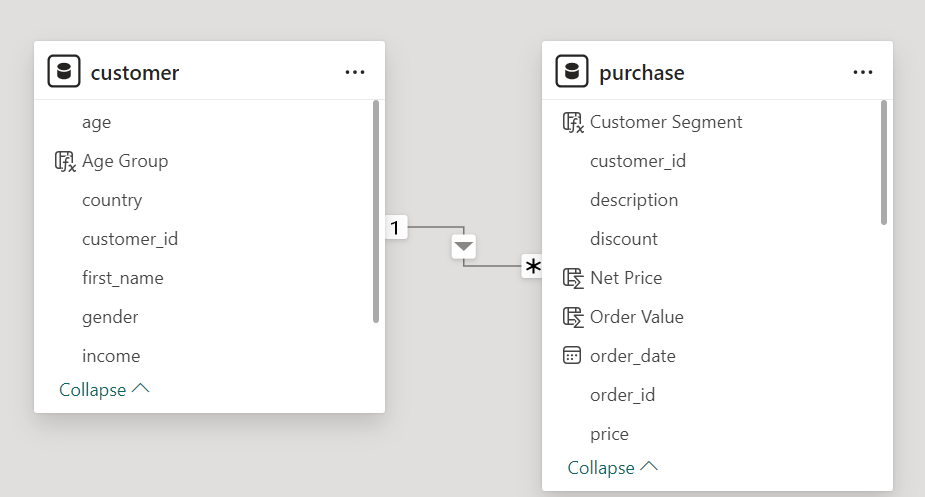 customer
age
Age Group
country
customer_id
first_name
gender
income
Collapse
1
*
purchase
Customer Segment
customer_id
description
discount
Net Price
Order Value
order_date
order_id
price
Collapse